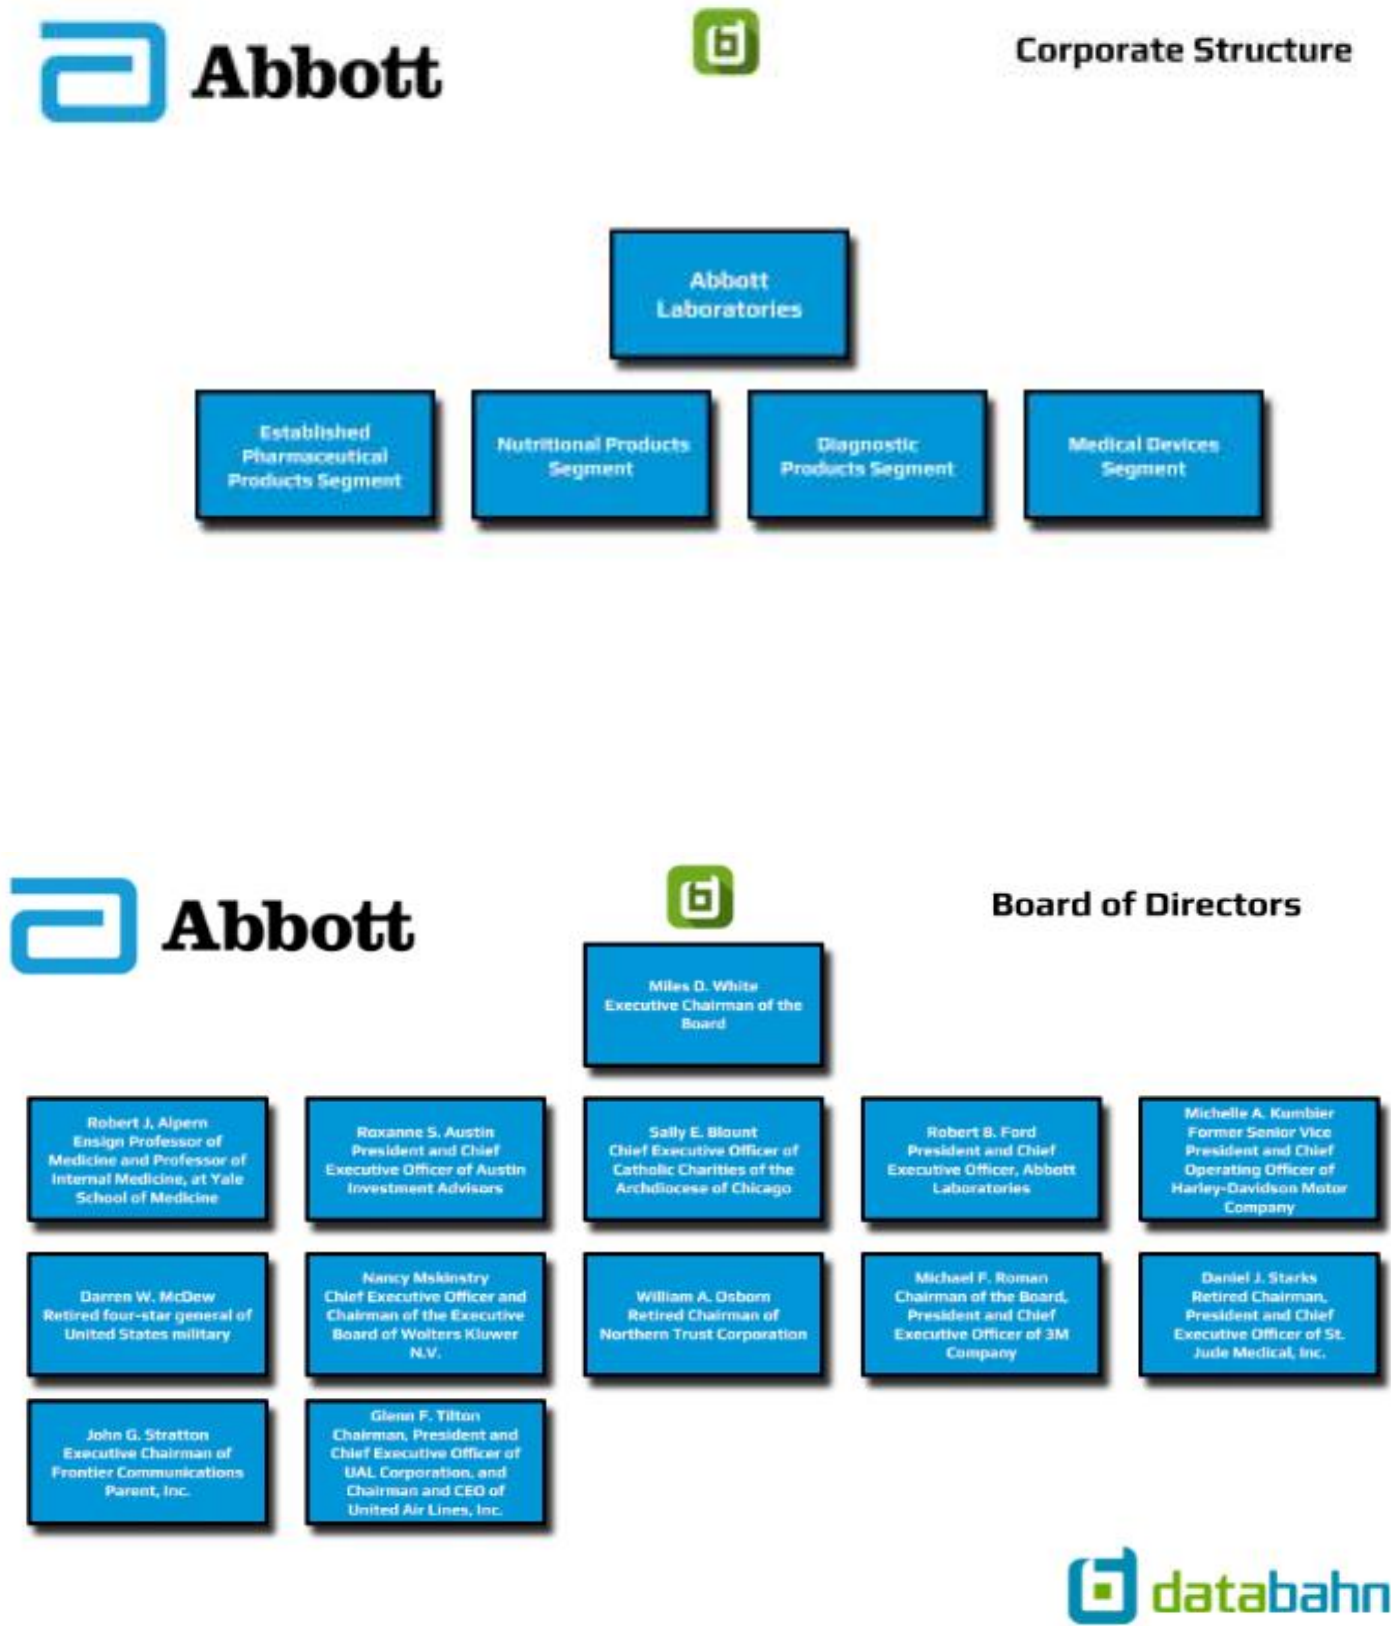 Abbott
Corporate Structure
Abbott
Laboratories
Established
Pharmaceutical
Products Segment
Nutritional Products
Segment
Diagnostic
Products Segment
Medical Devices
Segment
Abbott
Board of Directors
Miles D. White
Executive Chairman of the
Board
Robert J. Alpern
Ensign Professor of
Medicine and Professor of
Internal Medicine, at Yale
School of Medicine
Roxanne S. Austin
President and Chief
Executive Officer of Austin
Investment Advisors
Sally E. Blount
Chief Executive Officer of
Catholic Charities of the
Archdiocese of Chicago
Robert B. Ford
President and Chief
Executive Officer, Abbott
Laboratories
Michelle A. Kumbier
Former Senior Vice
President and Chief
Operating Officer of
Harley-Davidson Motor
Company
Darren W. McDew
Retired four-star general of
United States military
Nancy Mskinstry
Chief Executive Officer and
Chairman of the Executive
Board of Wolters Kluwer
N.V.
William A. Osborn
Retired Chairman of
Northern Trust Corporation
Michael F. Roman
Chairman of the Board,
President and Chief
Executive Officer of 3M
Company
Daniel J. Starks
Retired Chairman,
President and Chief
Executive Officer of St.
Jude Medical, Inc.
John G. Stratton
Executive Chairman of
Frontier Communications
Parent, Inc.
Glenn F. Tilton
Chairman, President and
Chief Executive Officer of
UAL Corporation, and
Chairman and CEO of
United Air Lines, Inc.
databahn